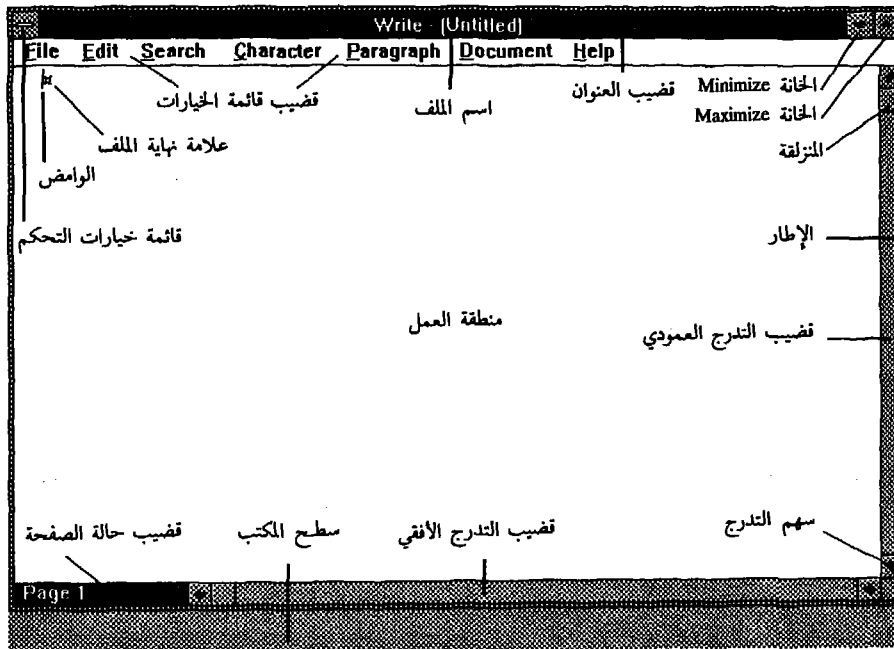 Write - (Untitled)
File Edit Search Character Paragraph Document Help
الخانة Minimize
قضيب العنوان
قضيب قائمة الخيارات
اسم الملف
الخانة Maximize
علامة نهاية الملف
المنزلقة
الوامض
قائمة خيارات التحكم
الإطار
منطقة العمل
قضيب التدرج العمودي
سهم التدرج
قضيب التدرج الأفقي
سطح المكتب
قضيب حالة الصفحة
Page 1